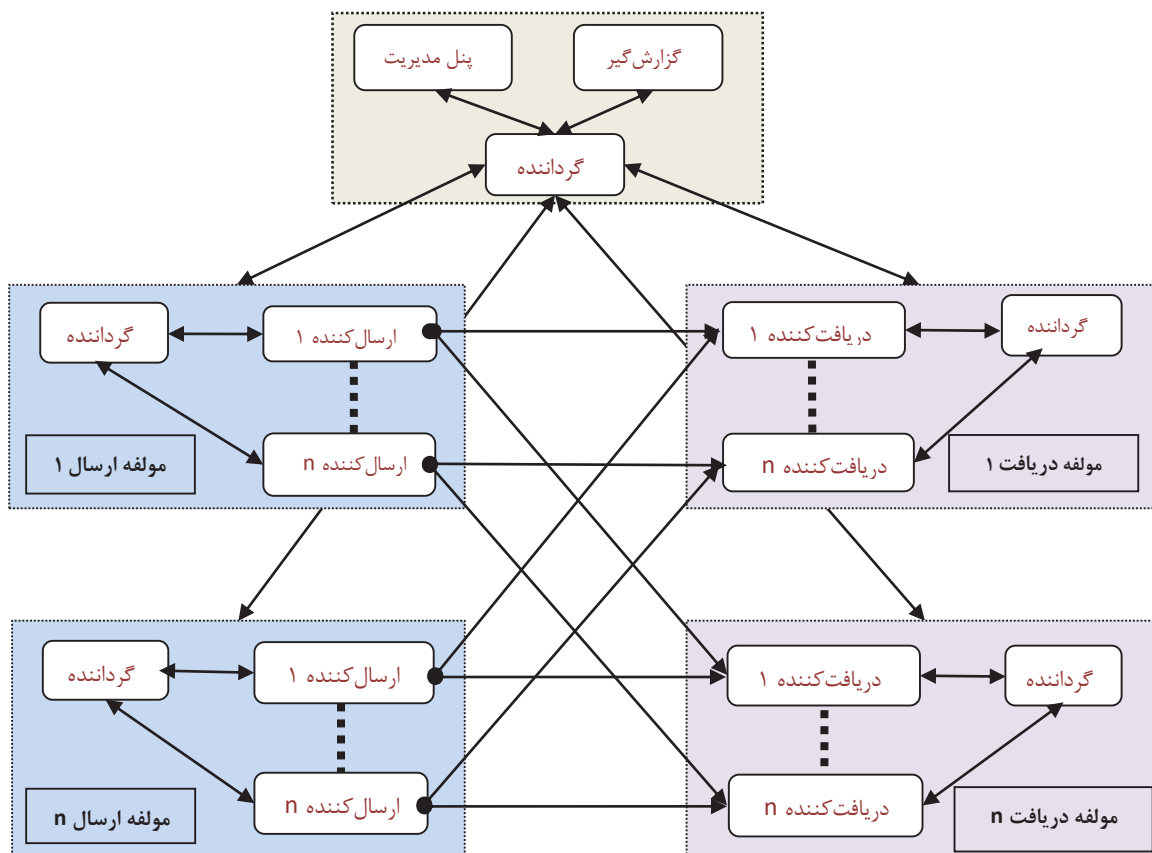 گزارش‌گیر
پنل مدیریت
گرداننده
گرداننده
دریافت‌کننده ۱
ارسال‌کننده ۱
گرداننده
مولفه دریافت ۱
دریافت‌کننده n
ارسال‌کننده n
مولفه ارسال ۱
گرداننده
دریافت‌کننده ۱
ارسال‌کننده ۱
گرداننده
مولفه دریافت n
دریافت‌کننده n
ارسال‌کننده n
مولفه ارسال n